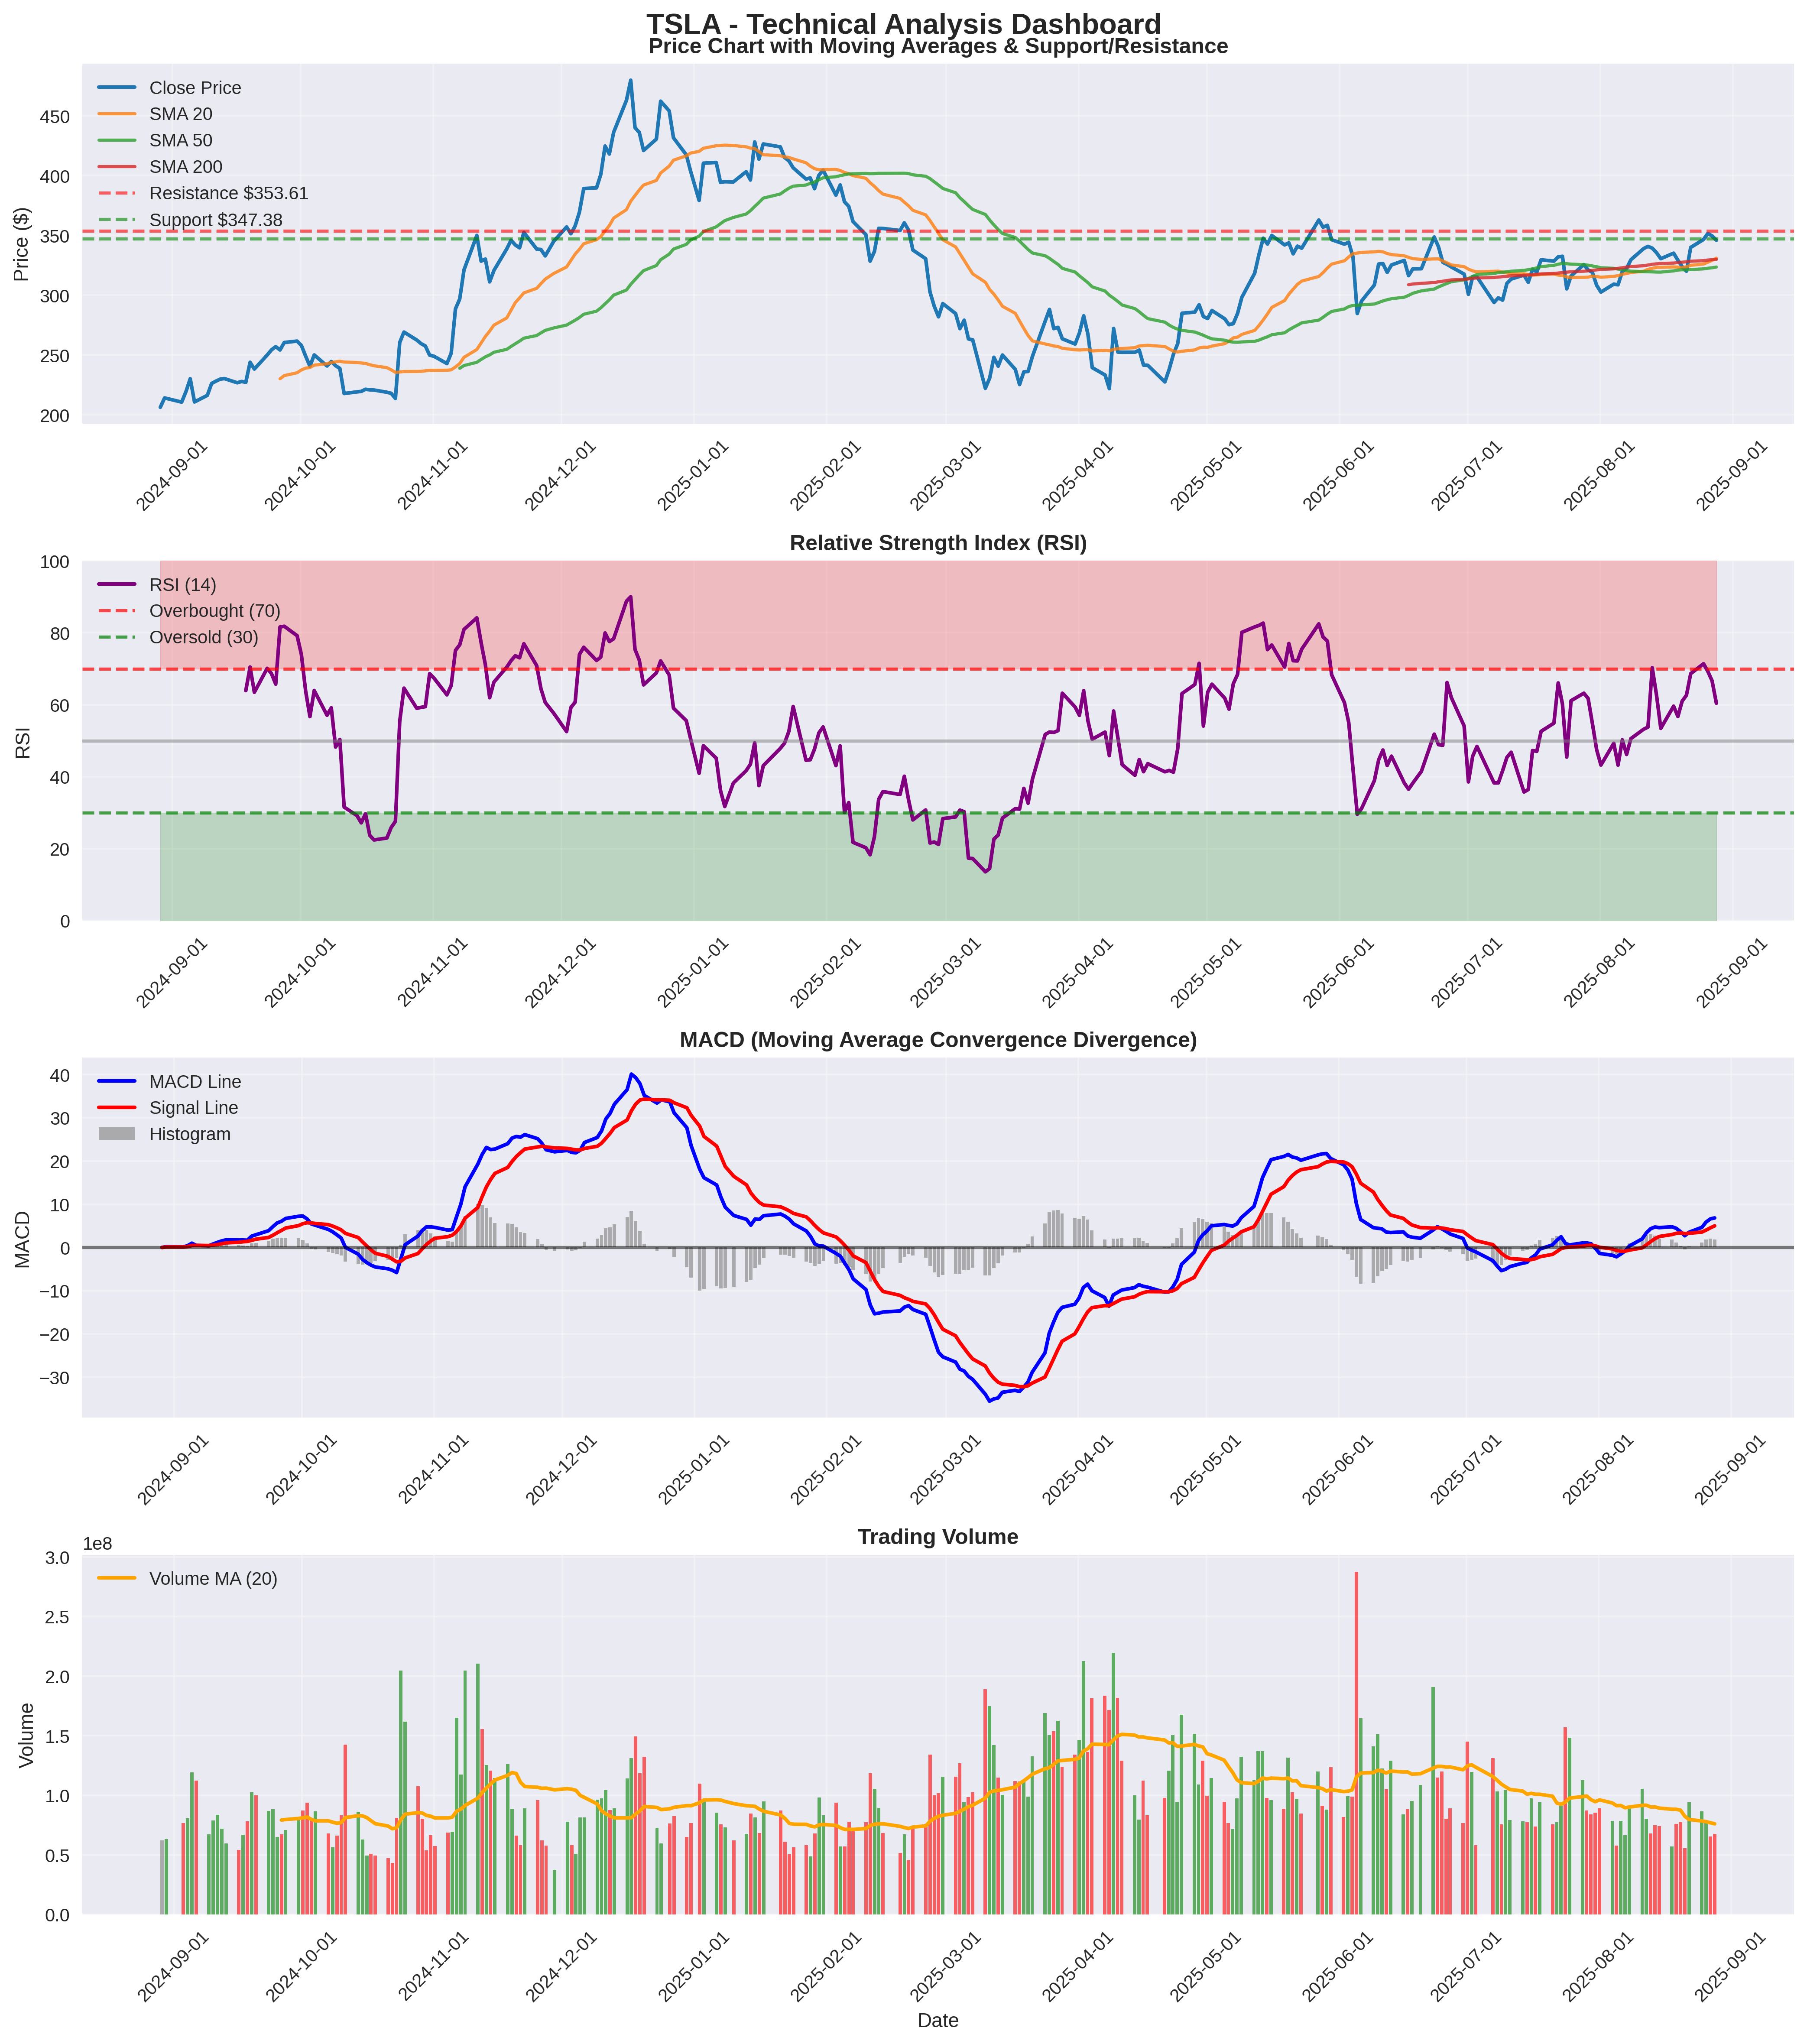 TSLA - Technical Analysis Dashboard
Price Chart with Moving Averages & Support/Resistance
Close Price
SMA 20
SMA 50
SMA 200
Resistance $353.61
Support $347.38
Price ($)
450
400
350
300
250
200
2024-09-01 2024-10-01 2024-11-01 2024-12-01 2025-01-01 2025-02-01 2025-03-01 2025-04-01 2025-05-01 2025-06-01 2025-07-01 2025-08-01 2025-09-01
Relative Strength Index (RSI)
RSI (14)
Overbought (70)
Oversold (30)
RSI
100
80
60
40
20
0
2024-09-01 2024-10-01 2024-11-01 2024-12-01 2025-01-01 2025-02-01 2025-03-01 2025-04-01 2025-05-01 2025-06-01 2025-07-01 2025-08-01 2025-09-01
MACD (Moving Average Convergence Divergence)
MACD Line
Signal Line
Histogram
MACD
40
30
20
10
0
−10
−20
−30
2024-09-01 2024-10-01 2024-11-01 2024-12-01 2025-01-01 2025-02-01 2025-03-01 2025-04-01 2025-05-01 2025-06-01 2025-07-01 2025-08-01 2025-09-01
Trading Volume
1e8
Volume MA (20)
Volume
3.0
2.5
2.0
1.5
1.0
0.5
0.0
2024-09-01 2024-10-01 2024-11-01 2024-12-01 2025-01-01 2025-02-01 2025-03-01 2025-04-01 2025-05-01 2025-06-01 2025-07-01 2025-08-01 2025-09-01
Date